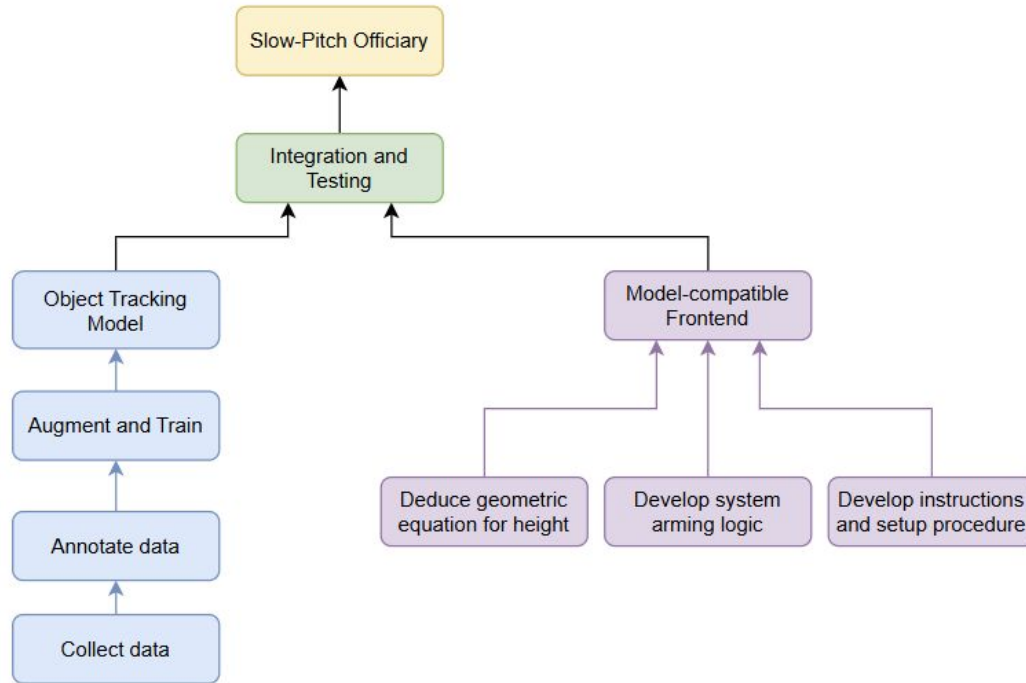 Slow-Pitch Officiary
Integration and
Testing
Object Tracking
Model
Model-compatible
Frontend
Augment and Train
Deduce geometric
equation for height
Develop system
arming logic
Develop instructions
and setup procedure
Annotate data
Collect data